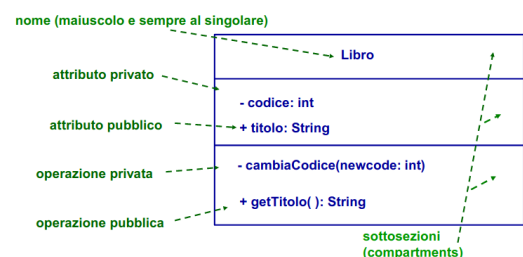 nome (maiuscolo e sempre al singolare)
Libro
attributo privato
- codice: int
attributo pubblico
+ titolo: String
operazione privata
- cambiaCodice(newcode: int)
+ getTitolo( ): String
operazione pubblica
sottosezioni
(compartments)